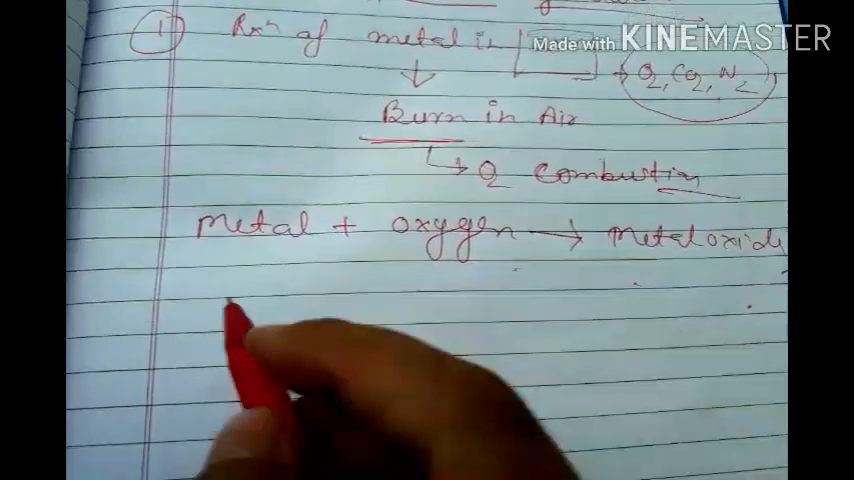 1 Rxn of metal in → O2, CO2, N2
Made with KINEMASTER
↓
Burn in Air
↳ O2 Combustion
metal + oxygen → metal oxide